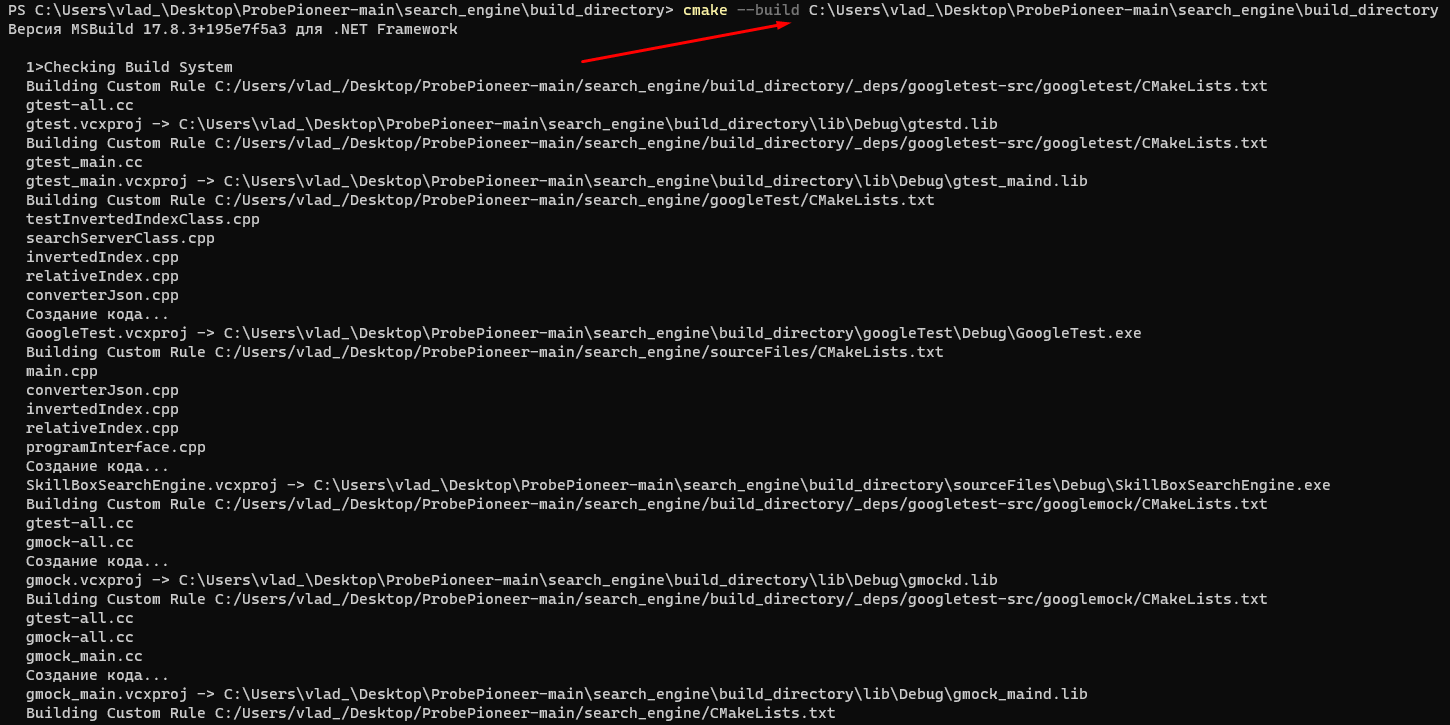 PS C:\Users\vlad_\Desktop\ProbePioneer-main\search_engine\build_directory> cmake --build C:\Users\vlad_\Desktop\ProbePioneer-main\search_engine\build_directory
Версия MSBuild 17.8.3+195e7f5a3 для .NET Framework
1>Checking Build System
Building Custom Rule C:/Users/vlad_/Desktop/ProbePioneer-main/search_engine/build_directory/_deps/googletest-src/googletest/CMakeLists.txt
gtest-all.cc
gtest.vcxproj -> C:\Users\vlad_\Desktop\ProbePioneer-main\search_engine\build_directory\lib\Debug\gtestd.lib
Building Custom Rule C:/Users/vlad_/Desktop/ProbePioneer-main/search_engine/build_directory/_deps/googletest-src/googletest/CMakeLists.txt
gtest_main.cc
gtest_main.vcxproj -> C:\Users\vlad_\Desktop\ProbePioneer-main\search_engine\build_directory\lib\Debug\gtest_maind.lib
Building Custom Rule C:/Users/vlad_/Desktop/ProbePioneer-main/search_engine/googleTest/CMakeLists.txt
testInvertedIndexClass.cpp
searchServerClass.cpp
invertedIndex.cpp
relativeIndex.cpp
converterJson.cpp
Создание кода...
GoogleTest.vcxproj -> C:\Users\vlad_\Desktop\ProbePioneer-main\search_engine\build_directory\googleTest\Debug\GoogleTest.exe
Building Custom Rule C:/Users/vlad_/Desktop/ProbePioneer-main/search_engine/sourceFiles/CMakeLists.txt
main.cpp
converterJson.cpp
invertedIndex.cpp
relativeIndex.cpp
programInterface.cpp
Создание кода...
SkillBoxSearchEngine.vcxproj -> C:\Users\vlad_\Desktop\ProbePioneer-main\search_engine\build_directory\sourceFiles\Debug\SkillBoxSearchEngine.exe
Building Custom Rule C:/Users/vlad_/Desktop/ProbePioneer-main/search_engine/build_directory/_deps/googletest-src/googlemock/CMakeLists.txt
gtest-all.cc
gmock-all.cc
Создание кода...
gmock.vcxproj -> C:\Users\vlad_\Desktop\ProbePioneer-main\search_engine\build_directory\lib\Debug\gmockd.lib
Building Custom Rule C:/Users/vlad_/Desktop/ProbePioneer-main/search_engine/build_directory/_deps/googletest-src/googlemock/CMakeLists.txt
gtest-all.cc
gmock-all.cc
gmock_main.cc
Создание кода...
gmock_main.vcxproj -> C:\Users\vlad_\Desktop\ProbePioneer-main\search_engine\build_directory\lib\Debug\gmock_maind.lib
Building Custom Rule C:/Users/vlad_/Desktop/ProbePioneer-main/search_engine/CMakeLists.txt